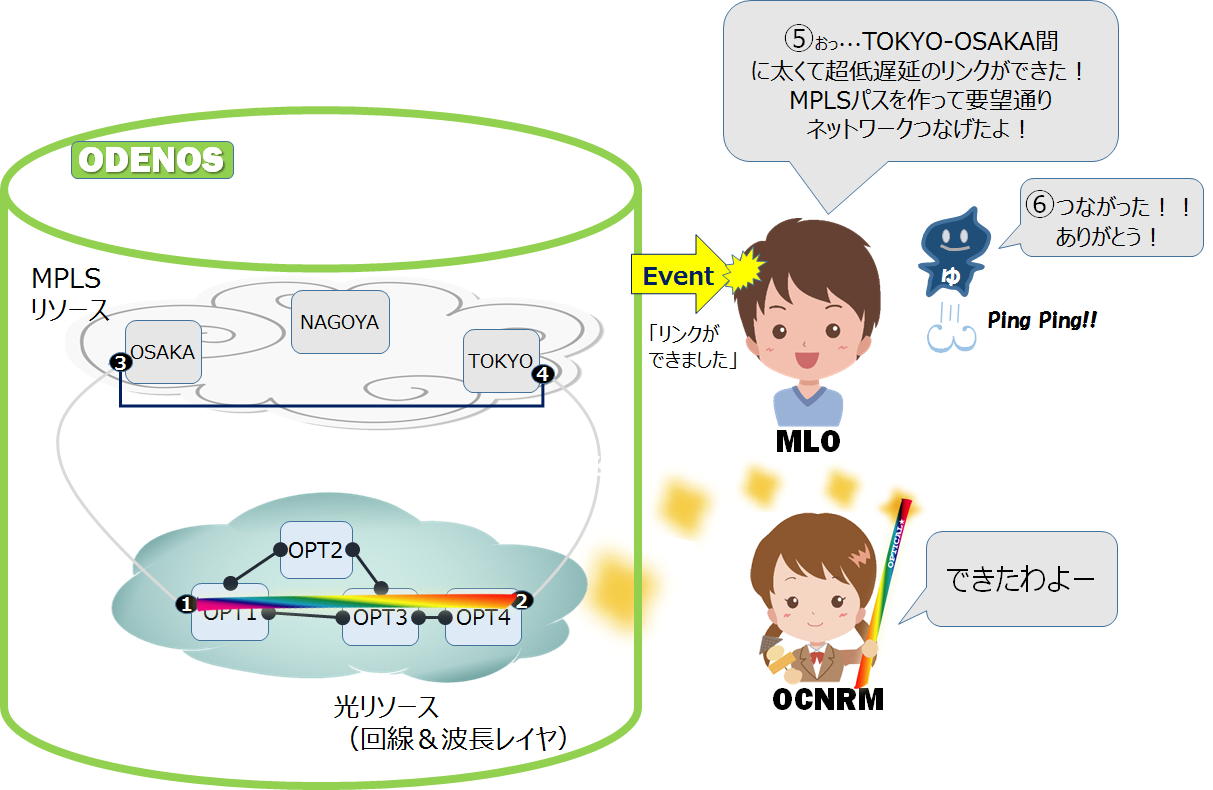 ⑤おっ…TOKYO-OSAKA間
に太くて超低遅延のリンクができた！
MPLSパスを作って要望通り
ネットワークつなげたよ！
ODENOS
⑥つながった！！
ありがとう！
ゆ
Ping Ping!!
Event
「リンクが
できました」
MPLS
リソース
NAGOYA
OSAKA
TOKYO
3
4
MLO
OPT2
1
2
OPT1
OPT3
OPT4
OPTICAL★
できたわよー
OCNRM
光リソース
（回線＆波長レイヤ）